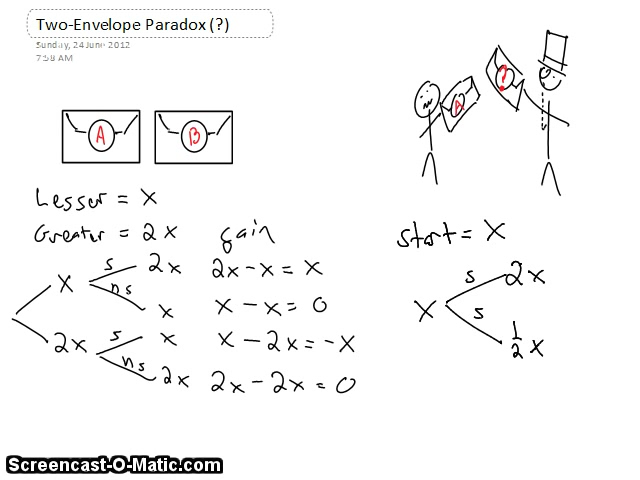 Two-Envelope Paradox (?)
Sunday, 24 June 2012
7:58 AM
A
B
A
?
Lesser = x
Greater = 2x gain
x s 2x 2x - x = x
ns x x - x = 0
2x s x x - 2x = -x
ns 2x 2x - 2x = 0
start = x
x s 2x
s 1/2 x
Screencast-O-Matic.com